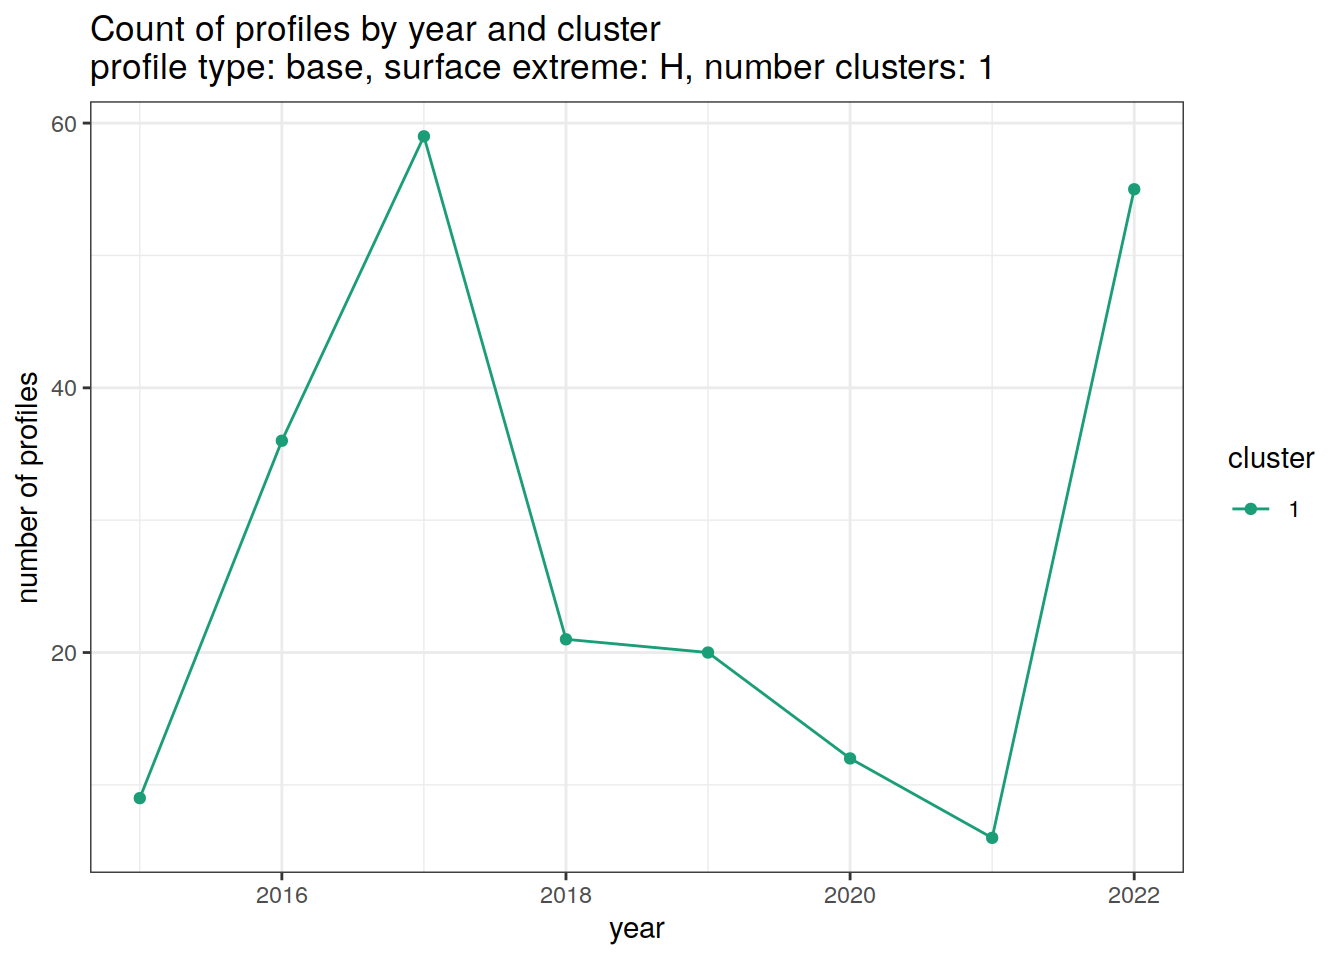 Count of profiles by year and cluster
profile type: base, surface extreme: H, number clusters: 1
60
40
20
number of profiles
2016
2018
2020
2022
year
cluster
1